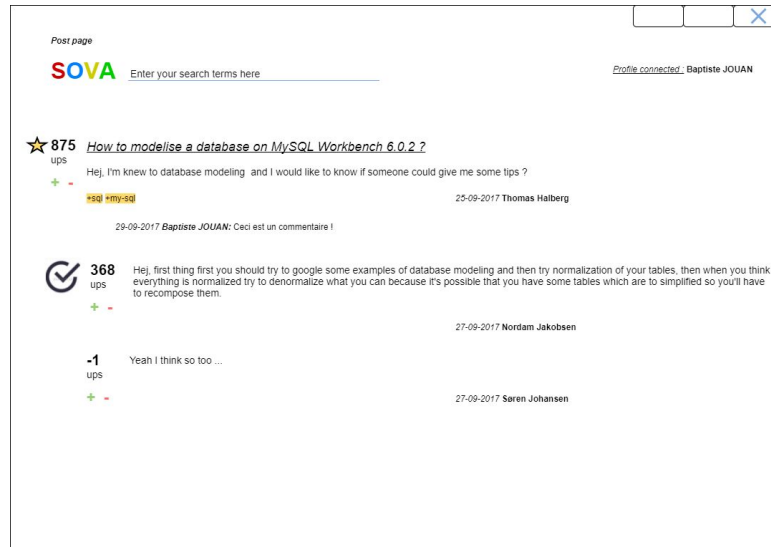 Post page
SOVA Enter your search terms here
Profile connected : Baptiste JOUAN
875 How to modelise a database on MySQL Workbench 6.0.2 ?
ups
Hej, I'm knew to database modeling and I would like to know if someone could give me some tips ?
+ -
+sql +my-sql
25-09-2017 Thomas Halberg
29-09-2017 Baptiste JOUAN: Ceci est un commentaire !
368
ups
+ -
Hej, first thing first you should try to google some examples of database modeling and then try normalization of your tables, then when you think
everything is normalized try to denormalize what you can because it's possible that you have some tables which are to simplified so you'll have
to recompose them.
27-09-2017 Nordam Jakobsen
-1 Yeah I think so too ...
ups
+ -
27-09-2017 Søren Johansen